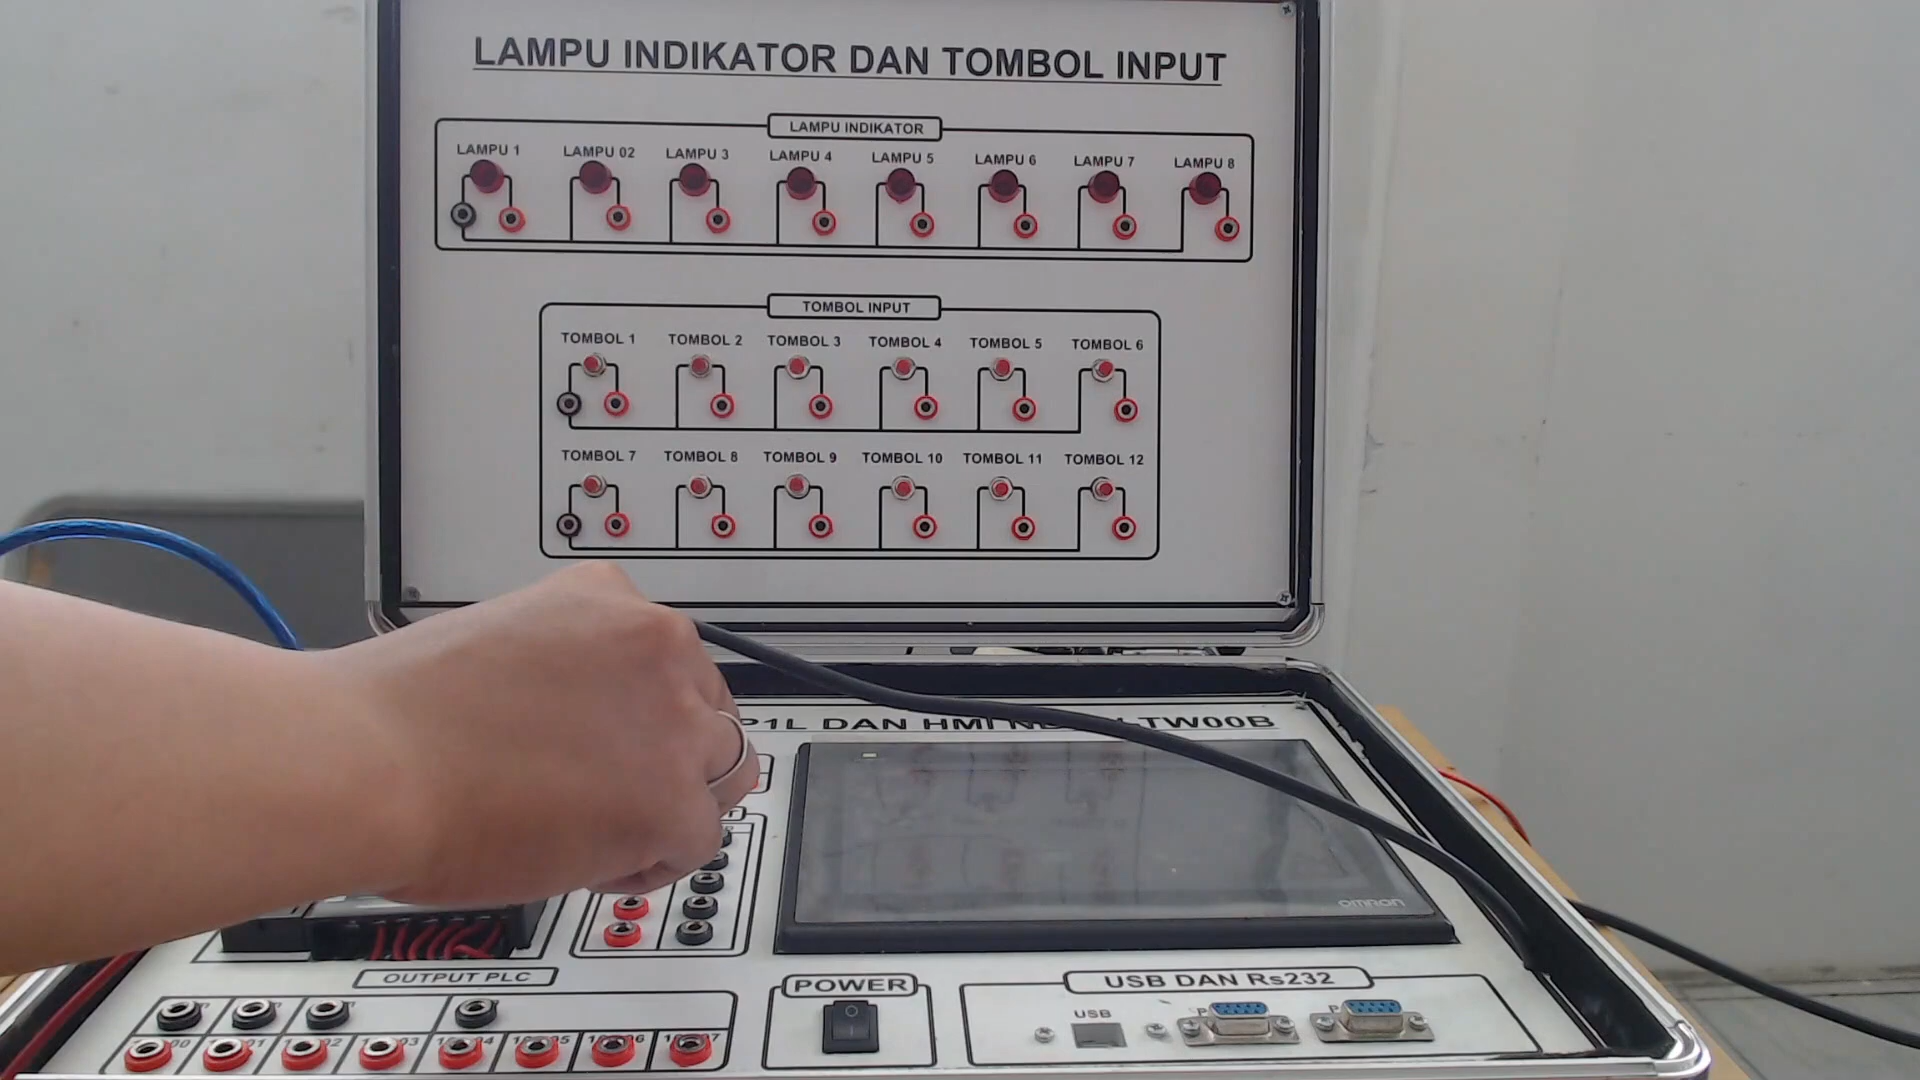 LAMPU INDIKATOR DAN TOMBOL INPUT
LAMPU INDIKATOR
LAMPU 1
LAMPU 02
LAMPU 3
LAMPU 4
LAMPU 5
LAMPU 6
LAMPU 7
LAMPU 8
TOMBOL INPUT
TOMBOL 1
TOMBOL 2
TOMBOL 3
TOMBOL 4
TOMBOL 5
TOMBOL 6
TOMBOL 7
TOMBOL 8
TOMBOL 9
TOMBOL 10
TOMBOL 11
TOMBOL 12
P1L DAN HMI TW00B
OMRON
OUTPUT PLC
POWER
USB DAN Rs232
USB